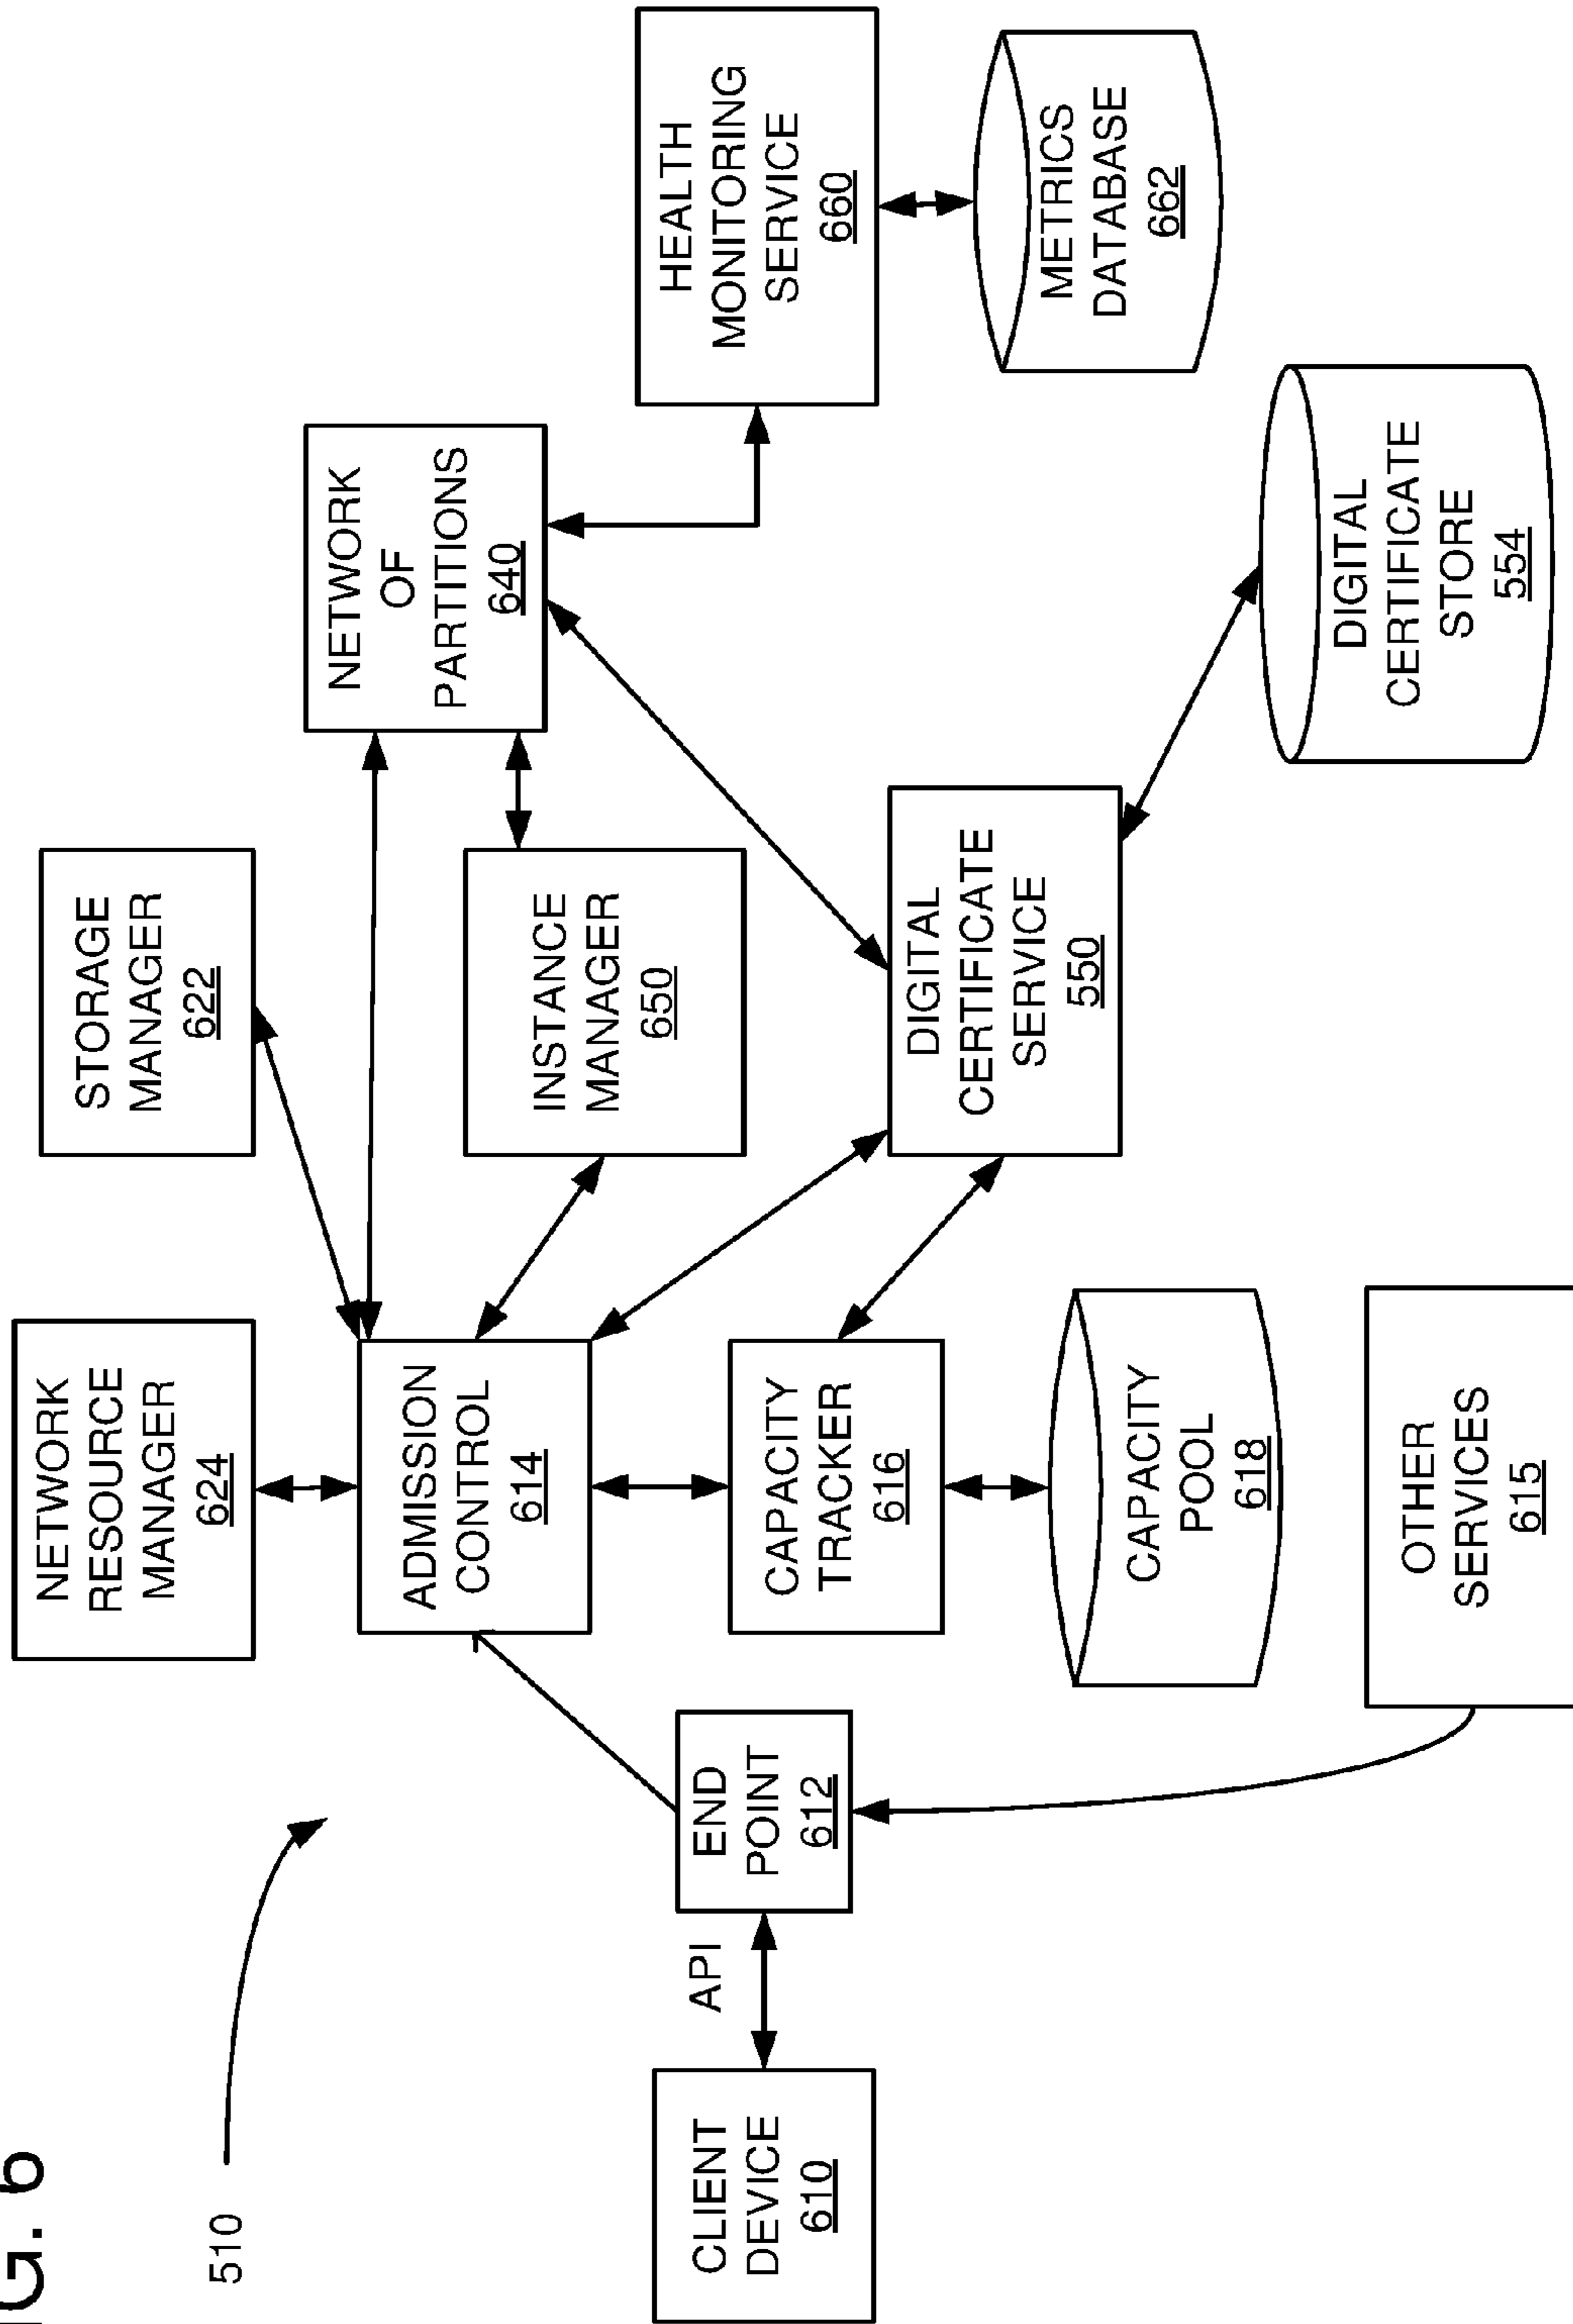 G. 6
510
NETWORK
RESOURCE
MANAGER
624
STORAGE
MANAGER
622
ADMISSION
CONTROL
614
NETWORK
OF
PARTITIONS
640
INSTANCE
MANAGER
650
HEALTH
MONITORING
SERVICE
660
CLIENT
DEVICE
610
API
END
POINT
612
CAPACITY
TRACKER
616
DIGITAL
CERTIFICATE
SERVICE
550
METRICS
DATABASE
662
CAPACITY
POOL
618
DIGITAL
CERTIFICATE
STORE
554
OTHER
SERVICES
615